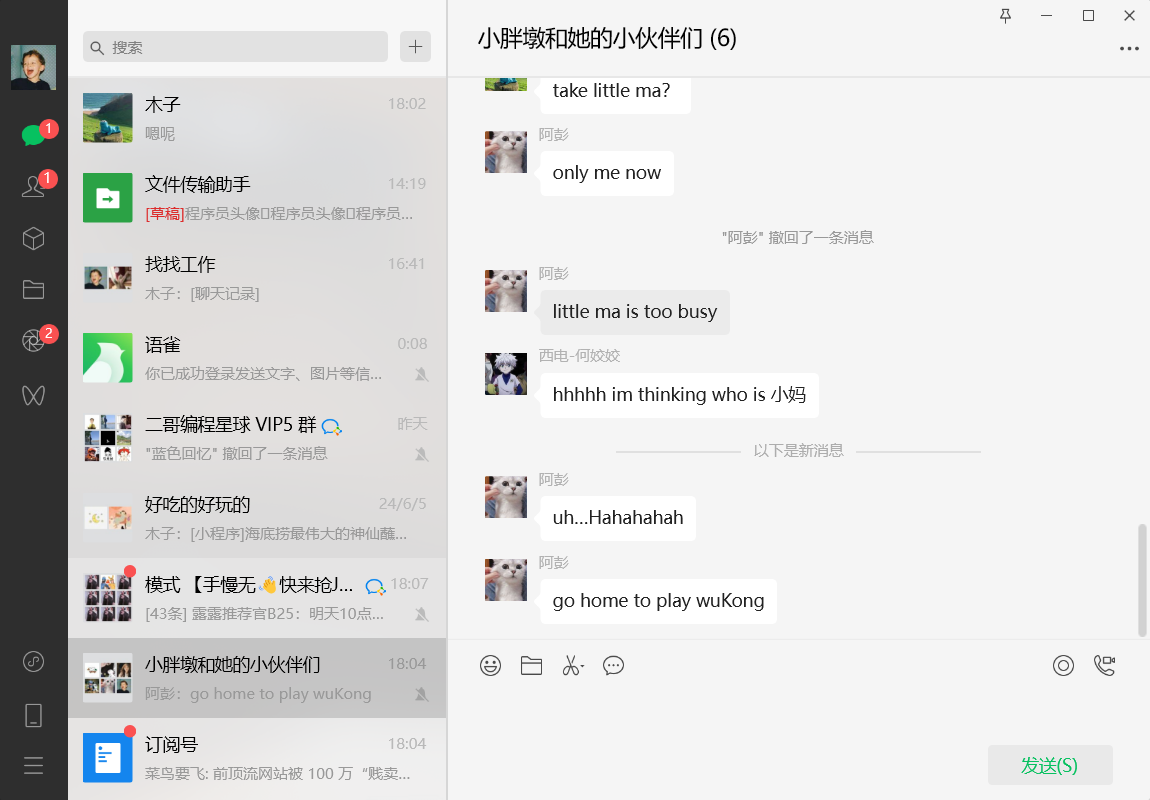 搜索
木子 18:02
嗯呢
文件传输助手 14:19
[草稿]程序员头像程序员头像程序员...
找找工作 16:41
木子：[聊天记录]
语雀 0:08
你已成功登录发送文字、图片等信...
二哥编程星球 VIP5 群 昨天
"蓝色回忆" 撤回了一条消息
好吃的好玩的 24/6/5
木子：[小程序]海底捞最伟大的神仙蘸...
模式 【手慢无👋快来抢J... 18:07
[43条] 露露推荐官B25：明天10点...
小胖墩和她的小伙伴们 18:04
阿彭：go home to play wuKong
订阅号 18:04
菜鸟要飞: 前顶流网站被 100 万“贱卖...
1
1
2
小胖墩和她的小伙伴们 (6)
take little ma?
阿彭
only me now
"阿彭" 撤回了一条消息
阿彭
little ma is too busy
西电-何姣姣
hhhhh im thinking who is 小妈
以下是新消息
阿彭
uh...Hahahahah
阿彭
go home to play wuKong
发送(S)